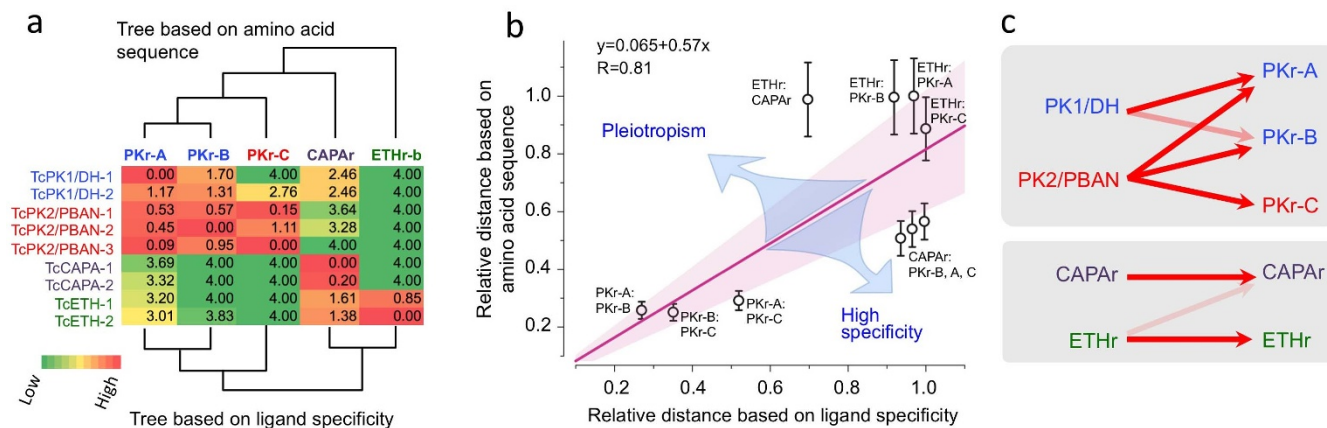 a
Tree based on amino acid
sequence
PKr-A PKr-B PKr-C CAPAr ETHr-b
TcPK1/DH-1 0.00 1.70 4.00 2.46 4.00
TcPK1/DH-2 1.17 1.31 2.76 2.46 4.00
TcPK2/PBAN-1 0.53 0.57 0.15 3.64 4.00
TcPK2/PBAN-2 0.45 0.00 1.11 3.28 4.00
TcPK2/PBAN-3 0.09 0.95 0.00 4.00 4.00
TcCAPA-1 3.69 4.00 4.00 0.00 4.00
TcCAPA-2 3.32 4.00 4.00 0.20 4.00
TcETH-1 3.20 4.00 4.00 1.61 0.85
TcETH-2 3.01 3.83 4.00 1.38 0.00
Low High
Tree based on ligand specificity
b
y=0.065+0.57x
R=0.81
Relative distance based on
amino acid sequence
1.0
0.8
0.6
0.4
0.2
ETHr:
CAPAr
ETHr:
PKr-B
ETHr:
PKr-A
ETHr:
PKr-C
Pleiotropism
CAPAr:
PKr-B, A, C
PKr-A:
PKr-B
PKr-B:
PKr-C
PKr-A:
PKr-C
High
specificity
0.2 0.4 0.6 0.8 1.0
Relative distance based on ligand specificity
c
PK1/DH
PK2/PBAN
PKr-A
PKr-B
PKr-C
CAPAr
CAPAr
ETHr
ETHr